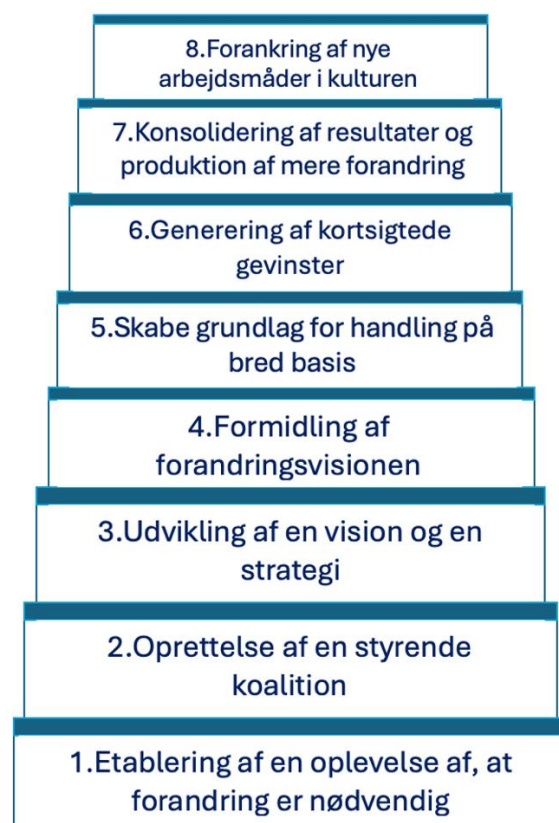 8.Forankring af nye
arbejdsmåder i kulturen
7.Konsolidering af resultater og
produktion af mere forandring
6.Generering af kortsigtede
gevinster
5.Skabe grundlag for handling på
bred basis
4.Formidling af
forandringsvisionen
3.Udvikling af en vision og en
strategi
2.Oprettelse af en styrende
koalition
1.Etablering af en oplevelse af, at
forandring er nødvendig